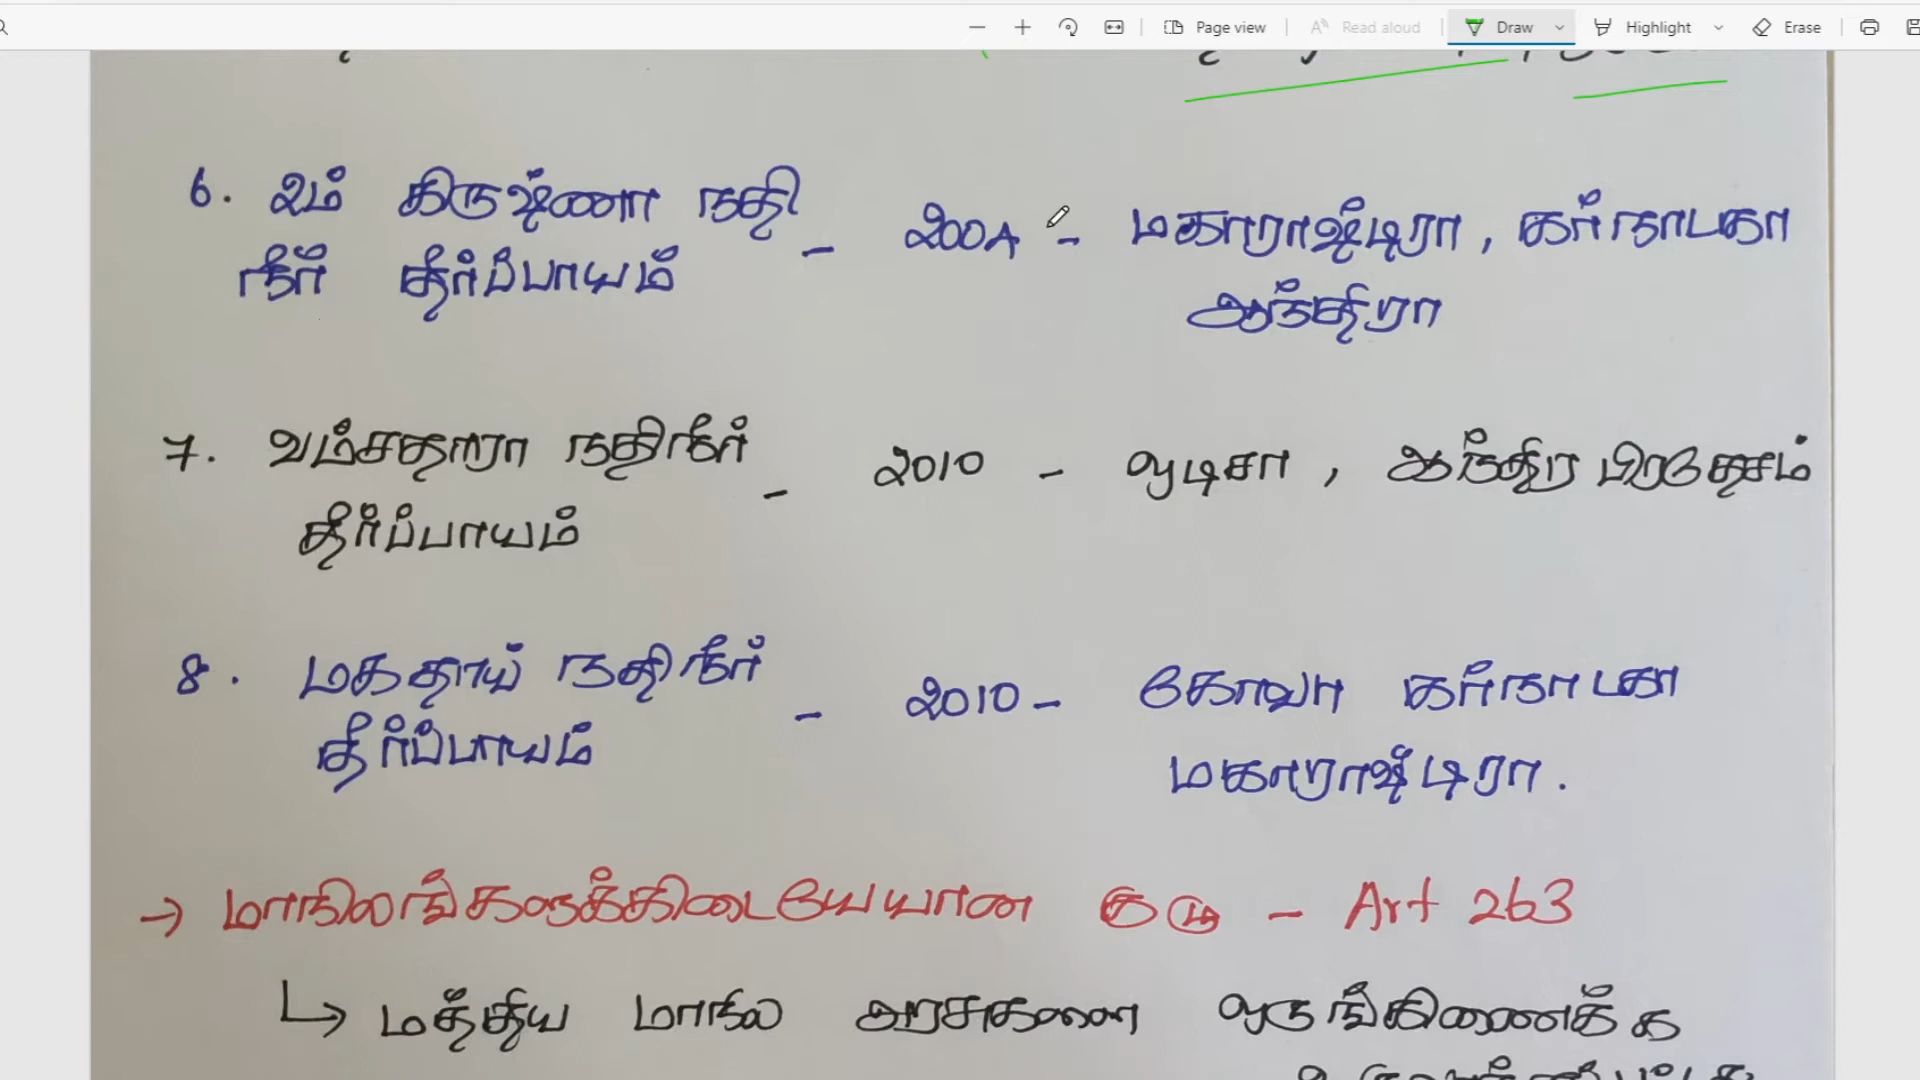 Page view
Read aloud
Draw
Highlight
Erase
6. 2ம் கிருஷ்ணா நதி
நீர் தீர்ப்பாயம் - 2004 - மகாராஷ்டிரா, கர்நாடகா
ஆந்திரா
7. வம்சதாரா நதிநீர்
தீர்ப்பாயம் - 2010 - ஒடிசா, ஆந்திர பிரதேசம்
8. மகதாய் நதிநீர்
தீர்ப்பாயம் - 2010 - கோவா கர்நாடகா
மகாராஷ்டிரா.
→ மாநிலங்களுக்கிடையேயான குழு - Art 263
↳ மத்திய மாநில அரசுகளை ஒருங்கிணைக்க